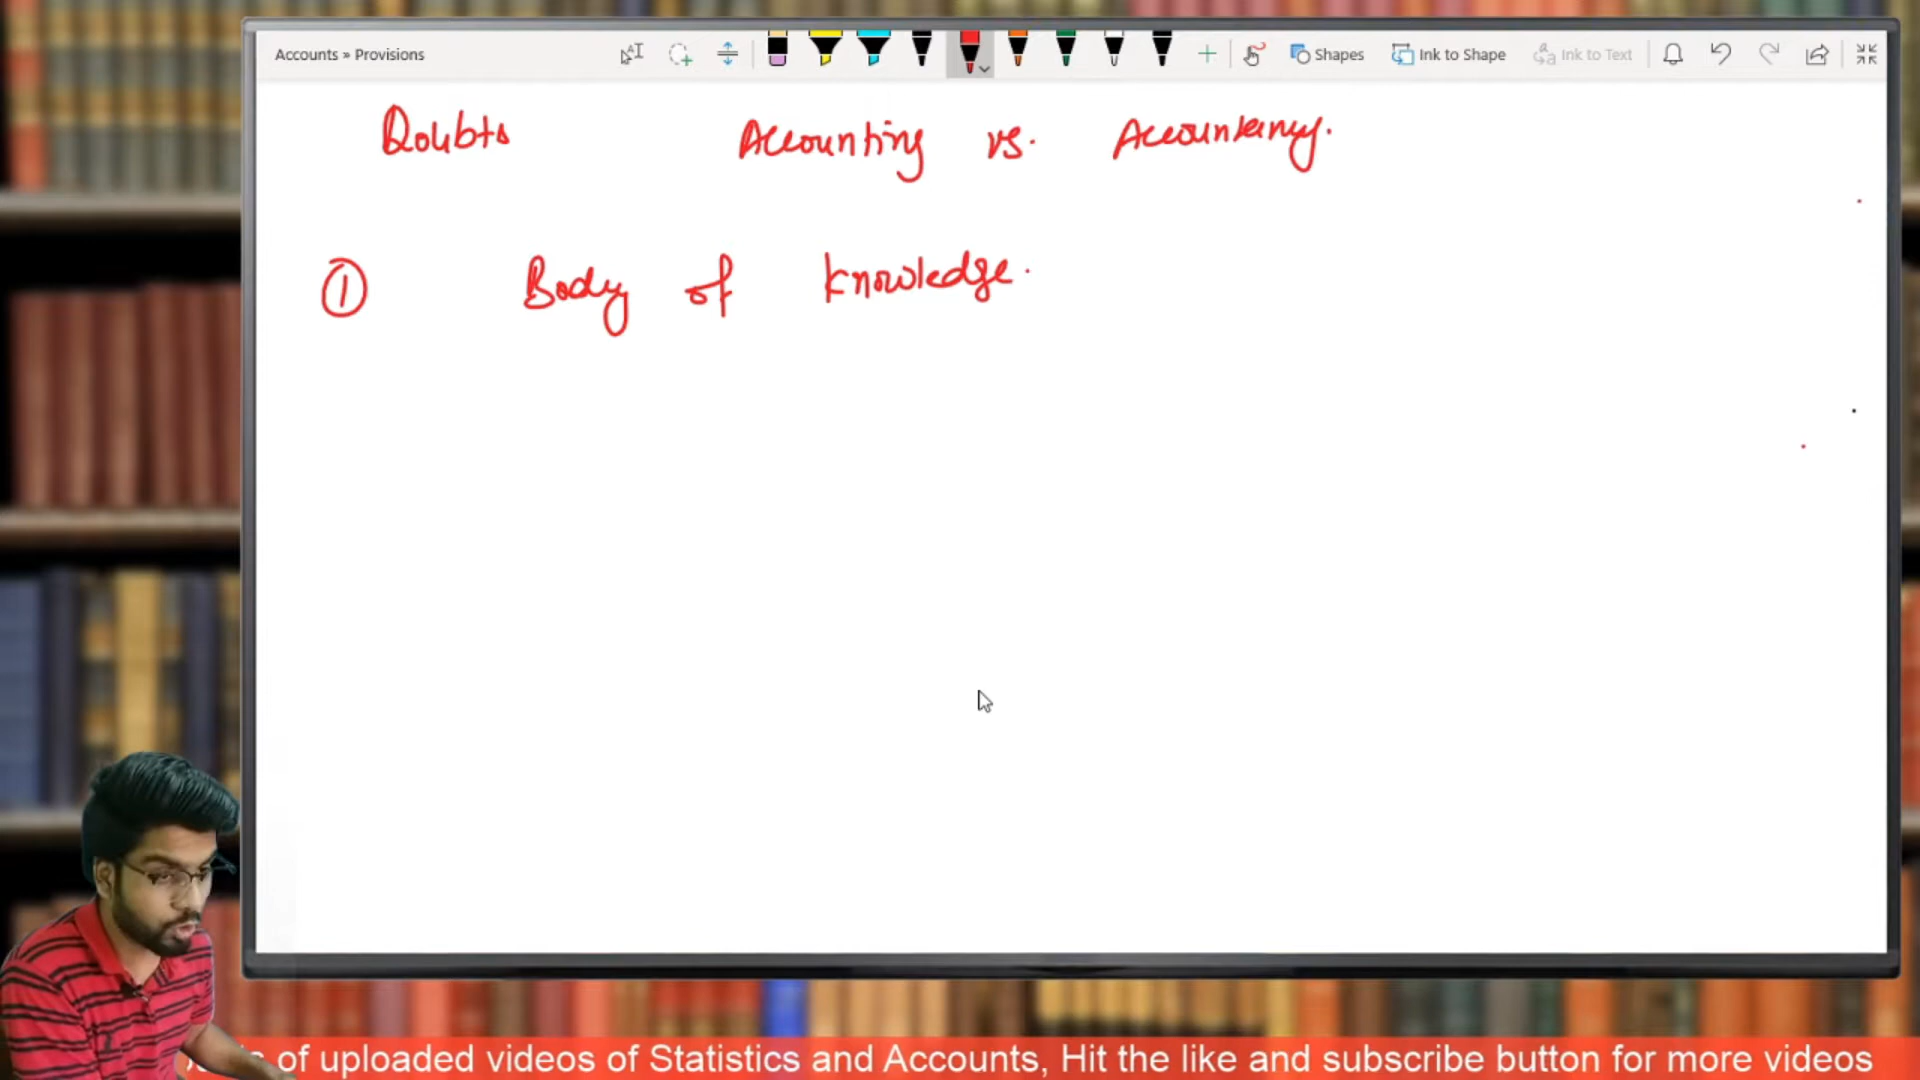 Accounts » Provisions
Shapes
Ink to Shape
Ink to Text
Doubts Accounting vs. Accountancy.
① Body of knowledge.
of uploaded videos of Statistics and Accounts, Hit the like and subscribe button for more videos